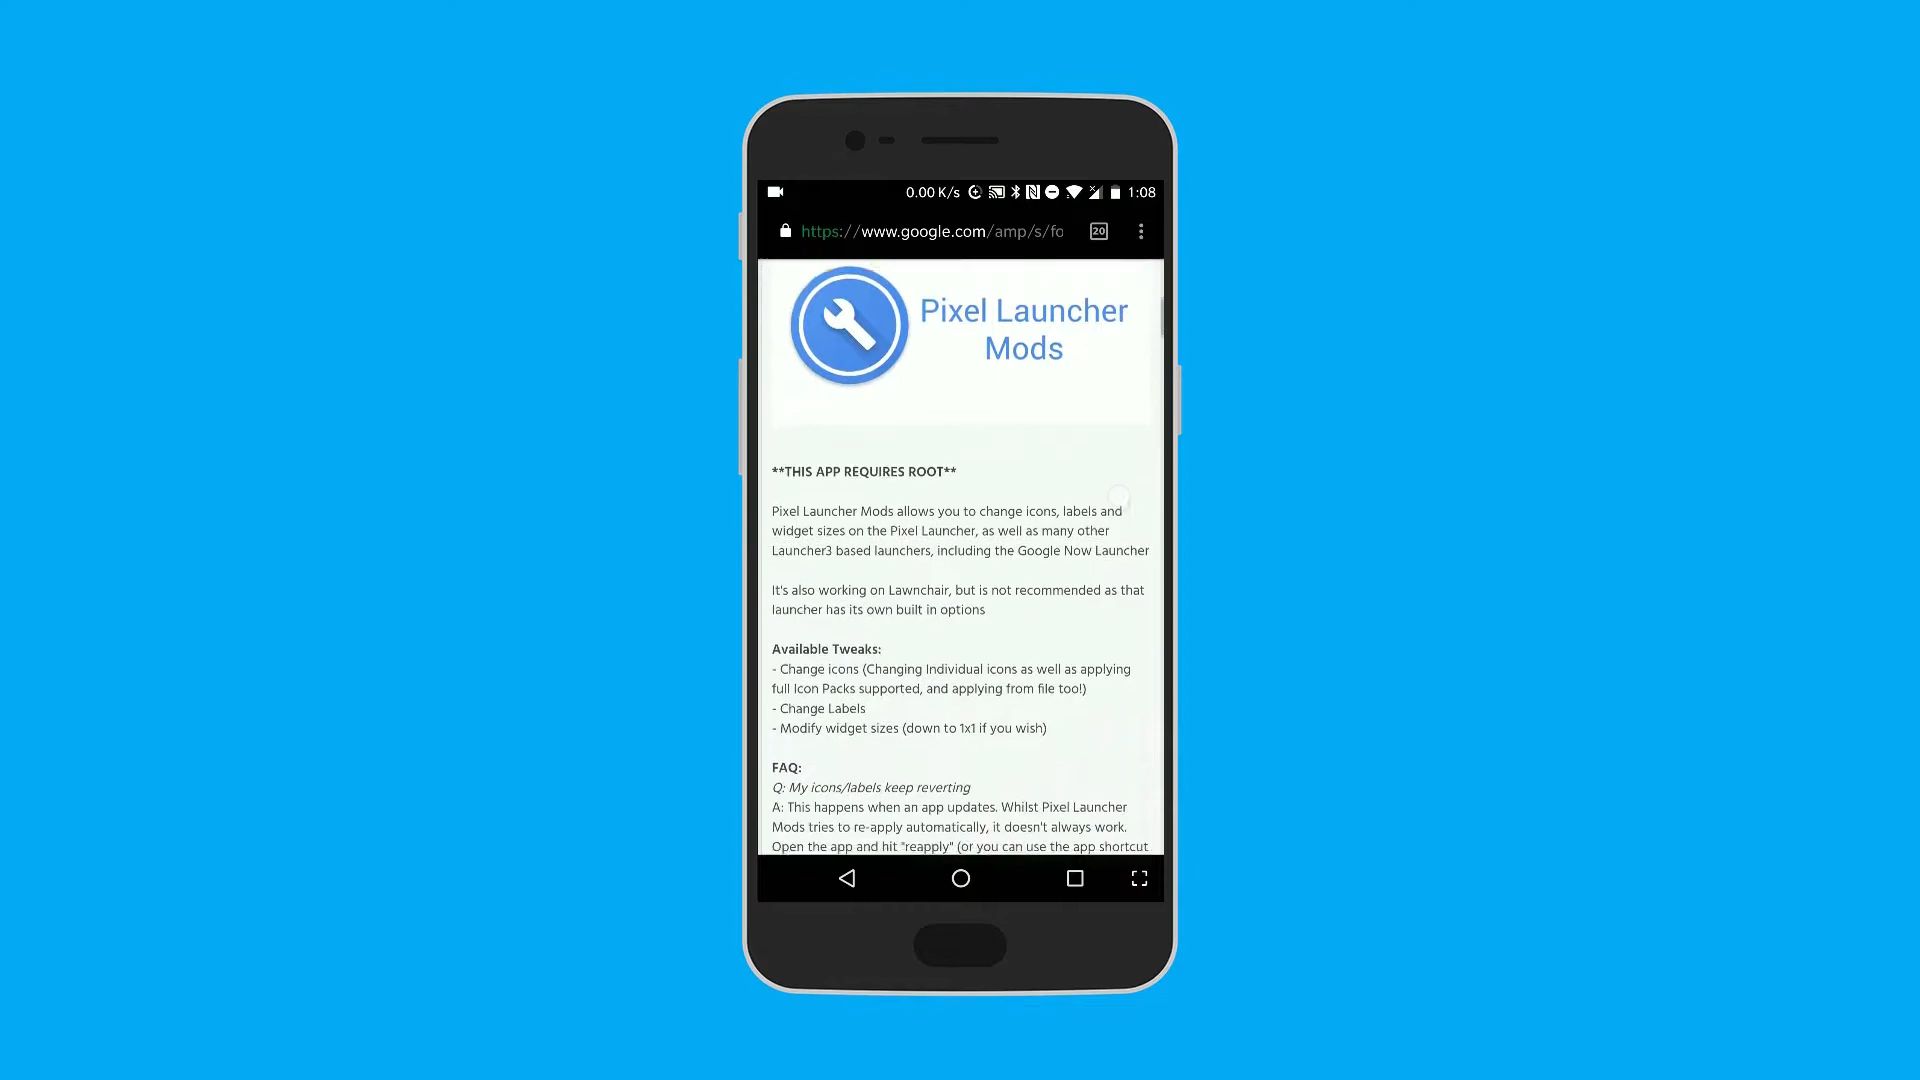 0.00 K/s 1:08
https://www.google.com/amp/s/fo 20
Pixel Launcher
Mods
**THIS APP REQUIRES ROOT**
Pixel Launcher Mods allows you to change icons, labels and
widget sizes on the Pixel Launcher, as well as many other
Launcher3 based launchers, including the Google Now Launcher
It's also working on Lawnchair, but is not recommended as that
launcher has its own built in options
Available Tweaks:
- Change icons (Changing Individual icons as well as applying
full Icon Packs supported, and applying from file too!)
- Change Labels
- Modify widget sizes (down to 1x1 if you wish)
FAQ:
Q: My icons/labels keep reverting
A: This happens when an app updates. Whilst Pixel Launcher
Mods tries to re-apply automatically, it doesn't always work.
Open the app and hit "reapply" (or you can use the app shortcut